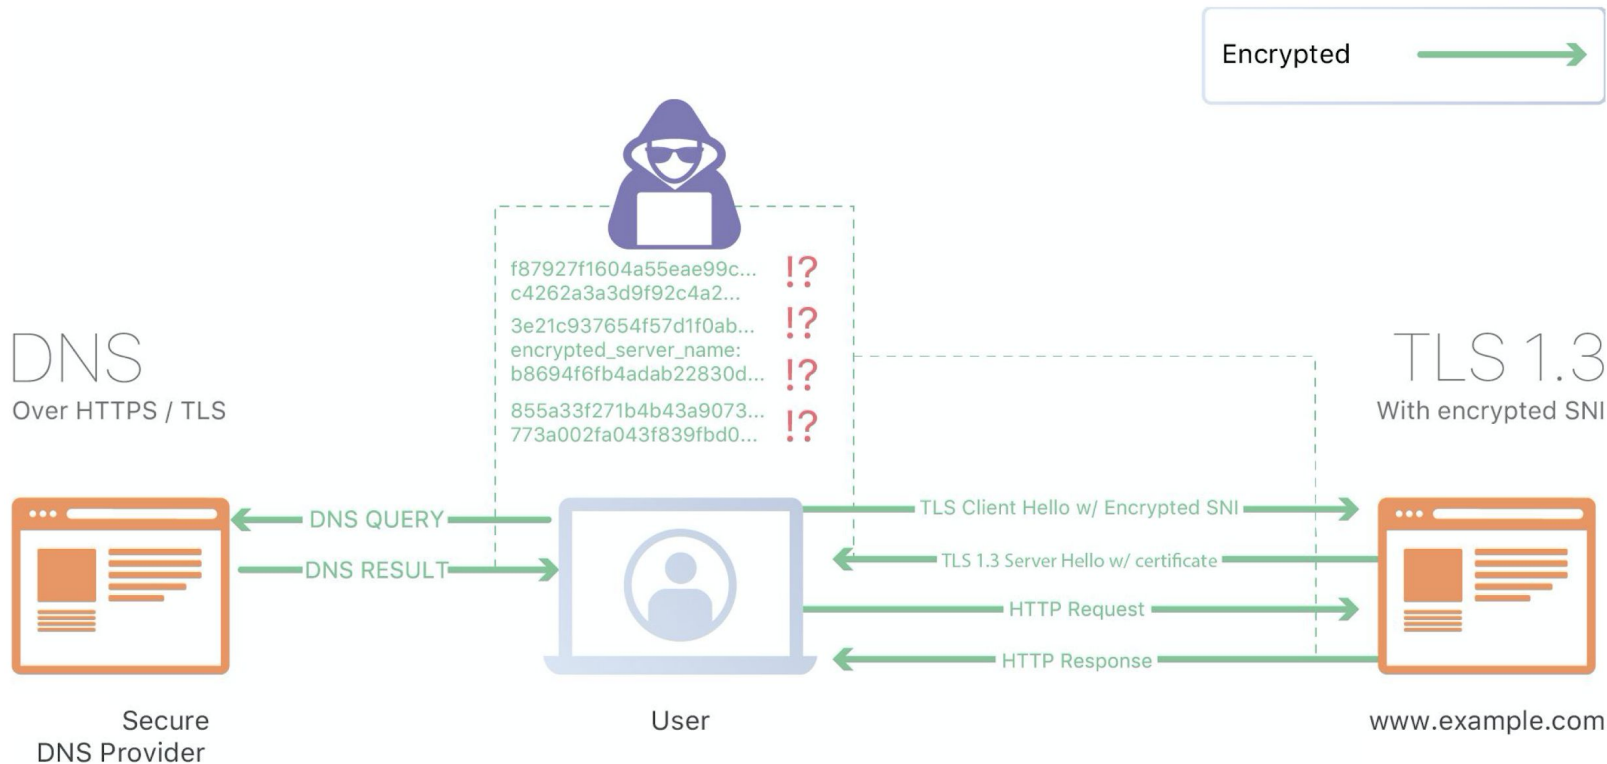 Encrypted
f87927f1604a55eae99c...
!?
c4262a3a3d9f92c4a2...
3e21c937654f57d1f0ab...
!?
encrypted_server_name:
b8694f6fb4adab22830d...
!?
855a33f271b4b43a9073...
!?
773a002fa043f839fbd0...
DNS
Over HTTPS / TLS
TLS 1.3
With encrypted SNI
DNS QUERY
DNS RESULT
TLS Client Hello w/ Encrypted SNI
TLS 1.3 Server Hello w/ certificate
HTTP Request
HTTP Response
Secure
DNS Provider
User
www.example.com